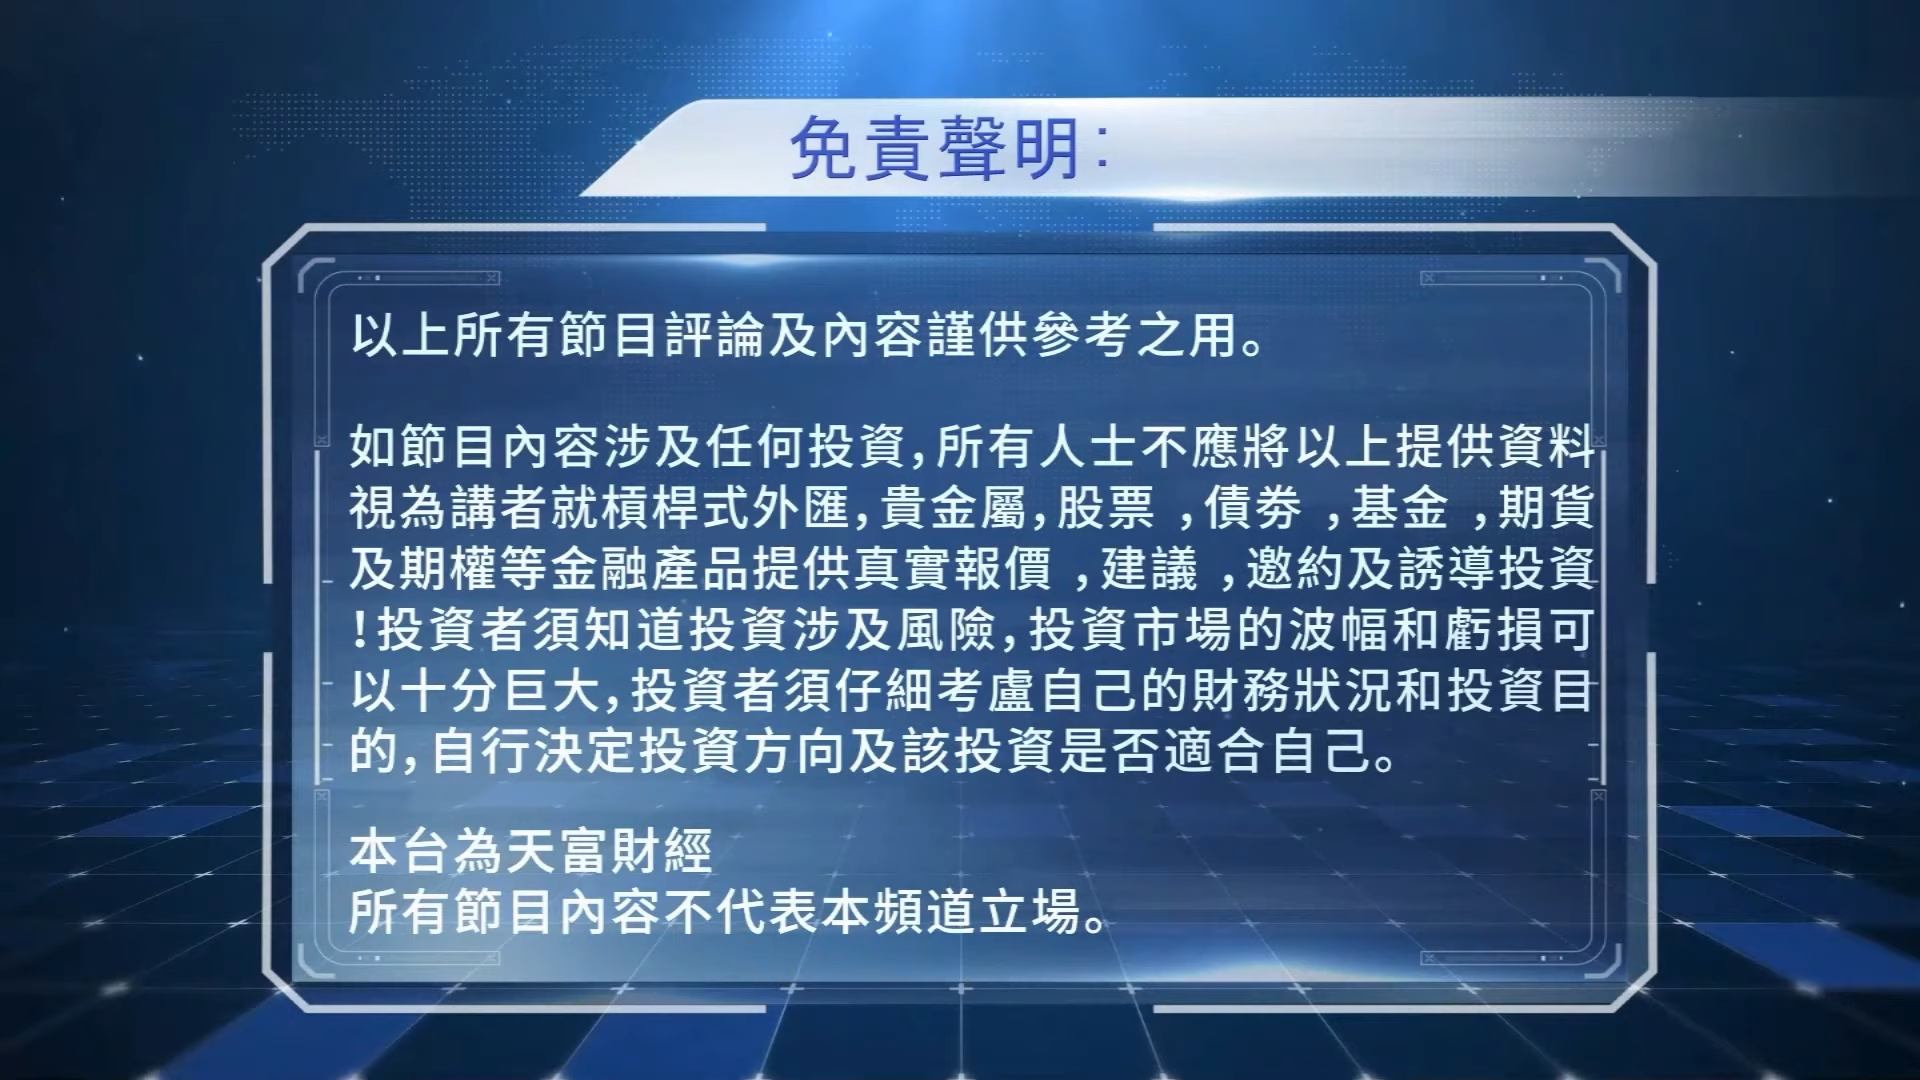 免責聲明:
以上所有節目評論及內容謹供參考之用。
如節目內容涉及任何投資,所有人士不應將以上提供資料
視為講者就槓桿式外匯,貴金屬,股票 ,債券 ,基金 ,期貨
及期權等金融產品提供真實報價 ,建議 ,邀約及誘導投資
!投資者須知道投資涉及風險,投資市場的波幅和虧損可
以十分巨大,投資者須仔細考盧自己的財務狀況和投資目
的,自行決定投資方向及該投資是否適合自己。
本台為天富財經
所有節目內容不代表本頻道立場。